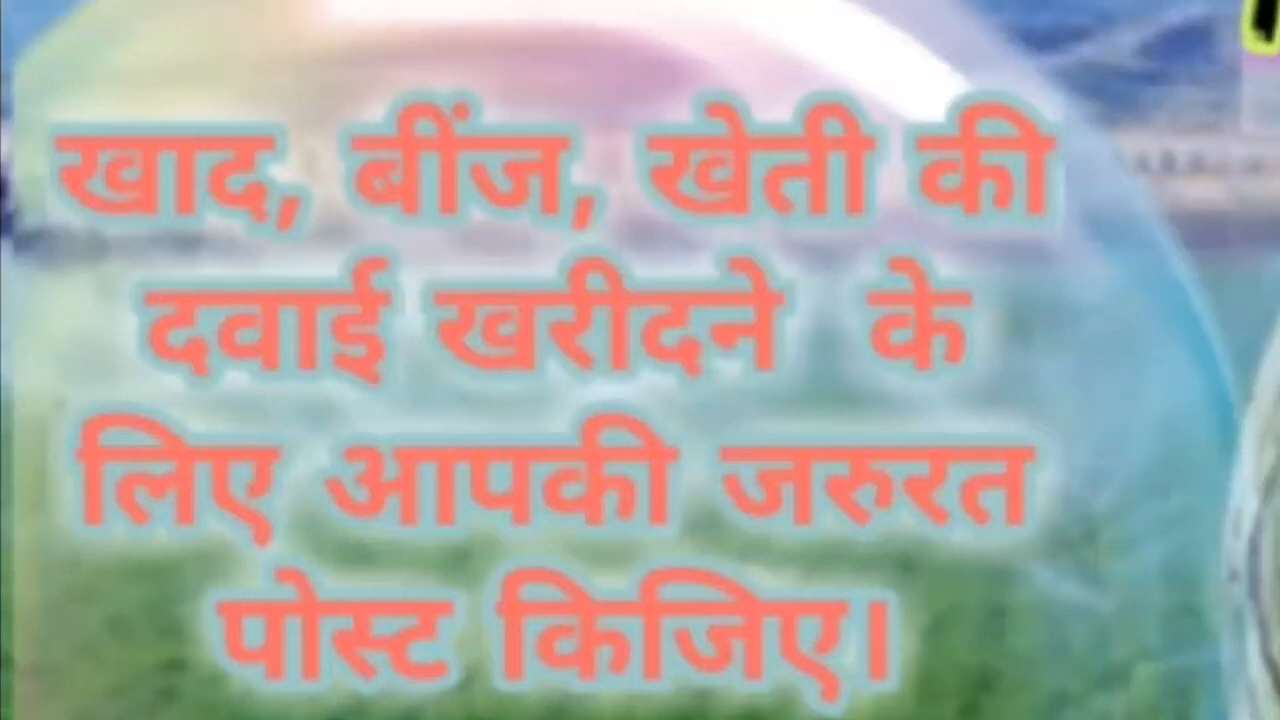 खाद, बींज, खेती की
दवाई खरीदने के
लिए आपकी जरुरत
पोस्ट किजिए।